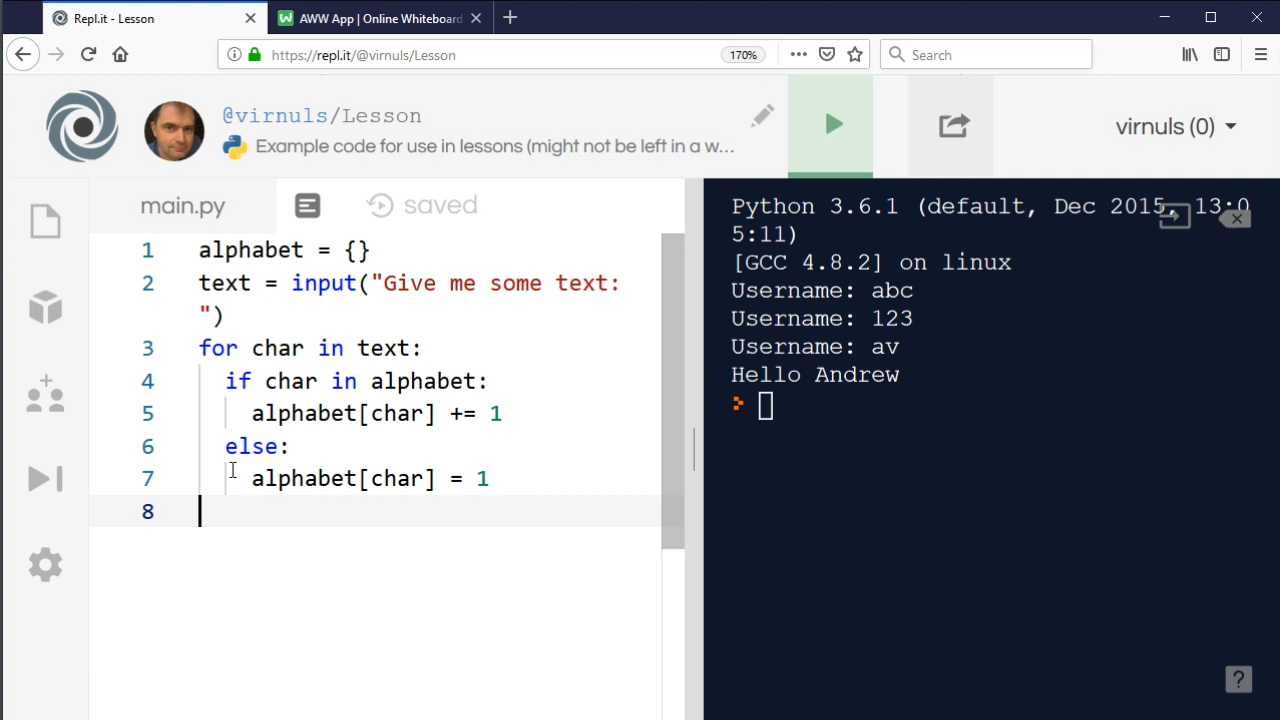 Repl.it - Lesson
AWW App | Online Whiteboard
https://repl.it/@virnuls/Lesson
170%
Search
@virnuls/Lesson
Example code for use in lessons (might not be left in a w...
virnuls (0)
main.py
saved
1 alphabet = {}
2 text = input("Give me some text:
")
3 for char in text:
4 if char in alphabet:
5 alphabet[char] += 1
6 else:
7 alphabet[char] = 1
8
Python 3.6.1 (default, Dec 2015, 13:0
5:11)
[GCC 4.8.2] on linux
Username: abc
Username: 123
Username: av
Hello Andrew